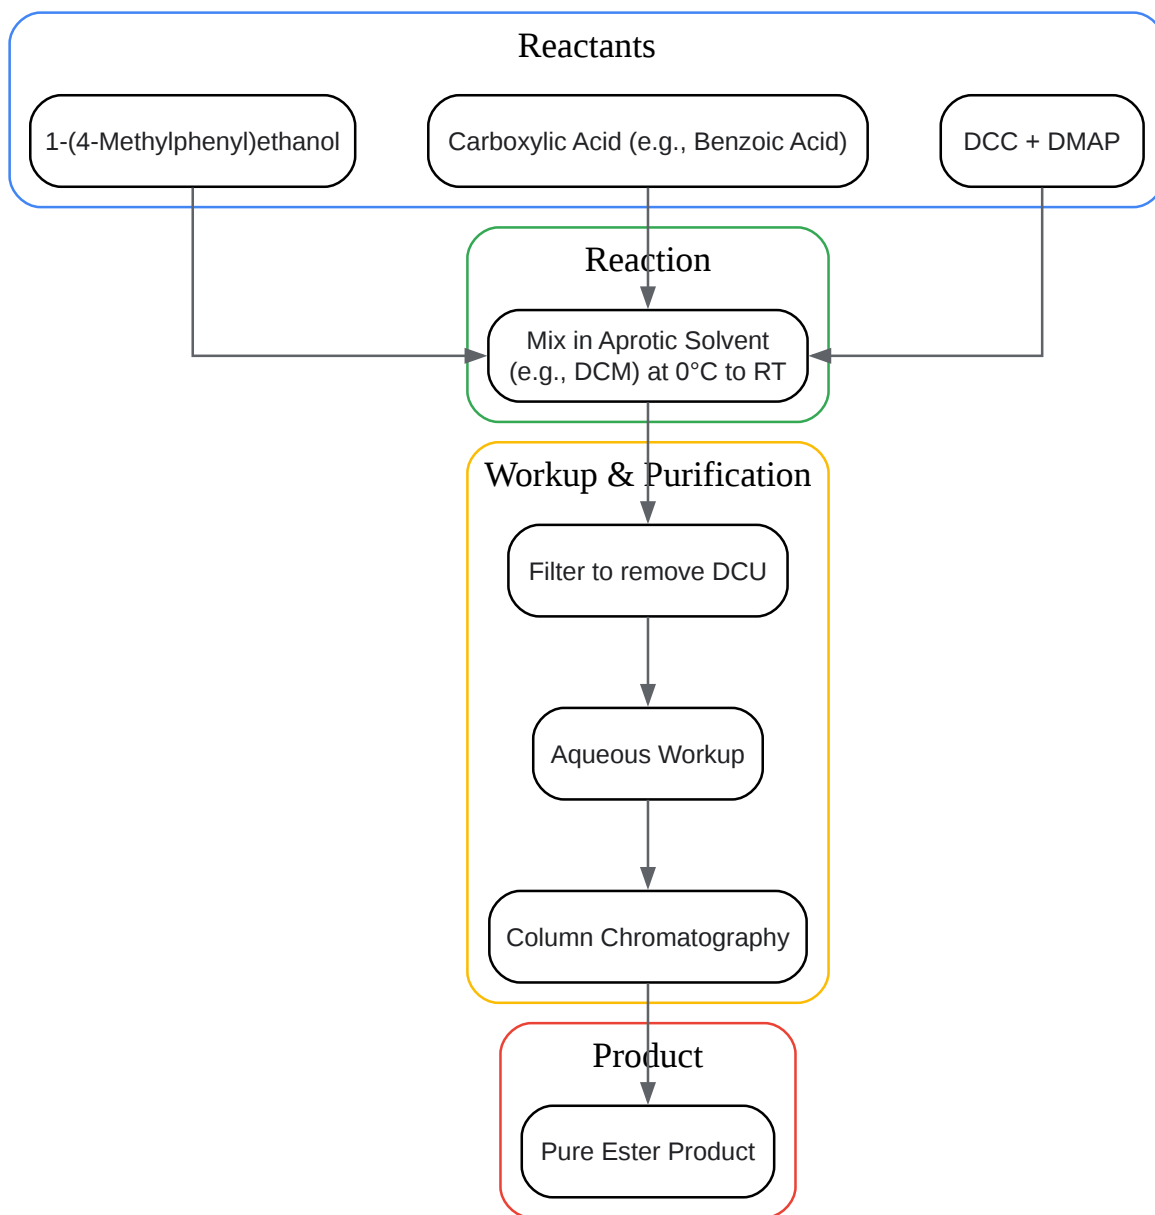 Reactants
1-(4-Methylphenyl)ethanol
Carboxylic Acid (e.g., Benzoic Acid)
DCC + DMAP
Reaction
Mix in Aprotic Solvent
(e.g., DCM) at 0°C to RT
Workup & Purification
Filter to remove DCU
Aqueous Workup
Column Chromatography
Product
Pure Ester Product